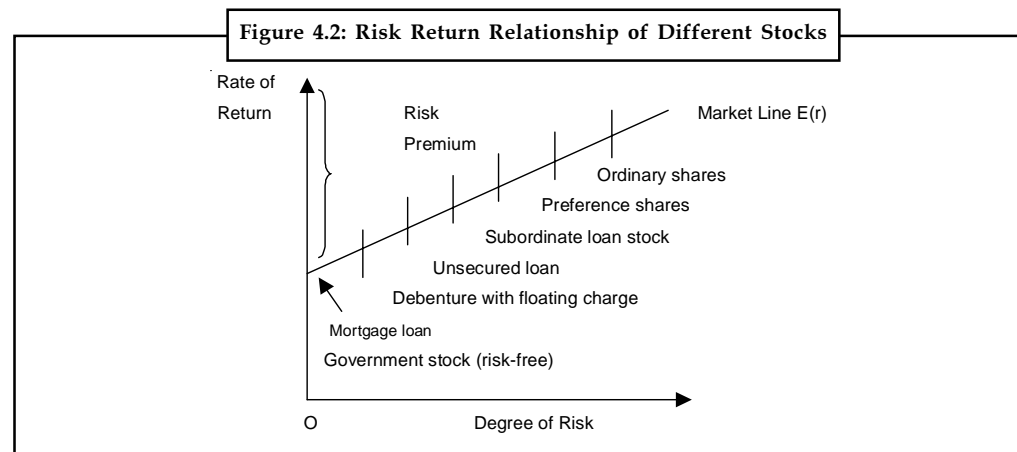 Figure 4.2: Risk Return Relationship of Different Stocks
Rate of
Return
Risk
Premium
Market Line E(r)
Ordinary shares
Preference shares
Subordinate loan stock
Unsecured loan
Debenture with floating charge
Mortgage loan
Government stock (risk-free)
O
Degree of Risk